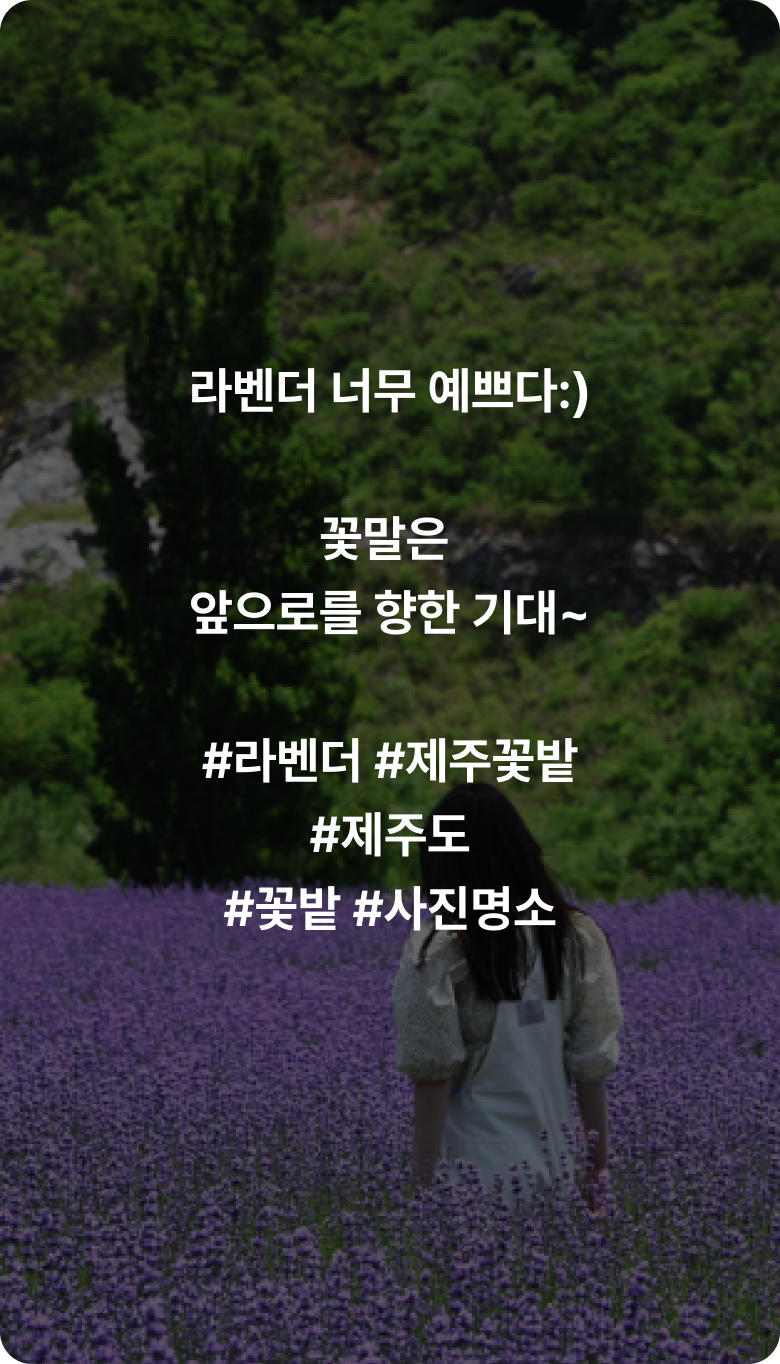 라벤더 너무 예쁘다:)
꽃말은
앞으로를 향한 기대~
#라벤더 #제주꽃밭
#제주도
#꽃밭 #사진명소